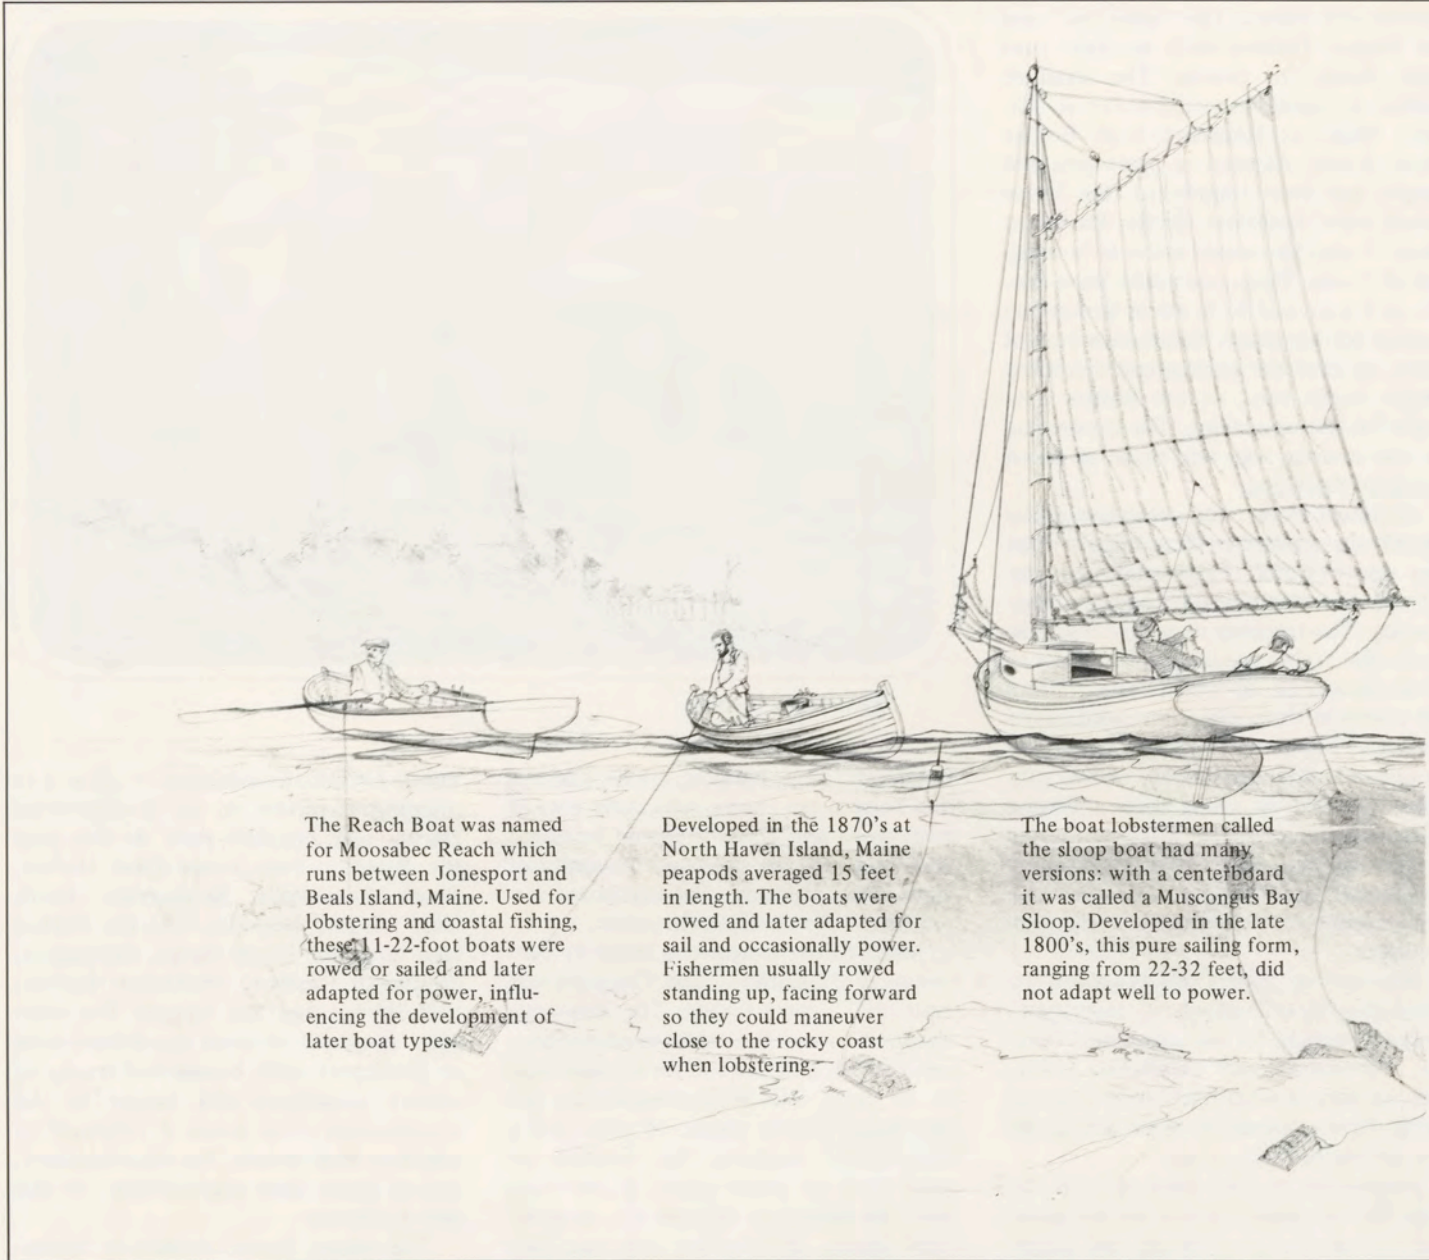 The Reach Boat was named
for Moosabec Reach which
runs between Jonesport and
Beals Island, Maine. Used for
lobstering and coastal fishing,
these 11-22-foot boats were
rowed or sailed and later
adapted for power, influ-
encing the development of
later boat types.
Developed in the 1870's at
North Haven Island, Maine
peapods averaged 15 feet
in length. The boats were
rowed and later adapted for
sail and occasionally power.
Fishermen usually rowed
standing up, facing forward
so they could maneuver
close to the rocky coast
when lobstering.
The boat lobstermen called
the sloop boat had many
versions: with a centerboard
it was called a Muscongus Bay
Sloop. Developed in the late
1800's, this pure sailing form,
ranging from 22-32 feet, did
not adapt well to power.